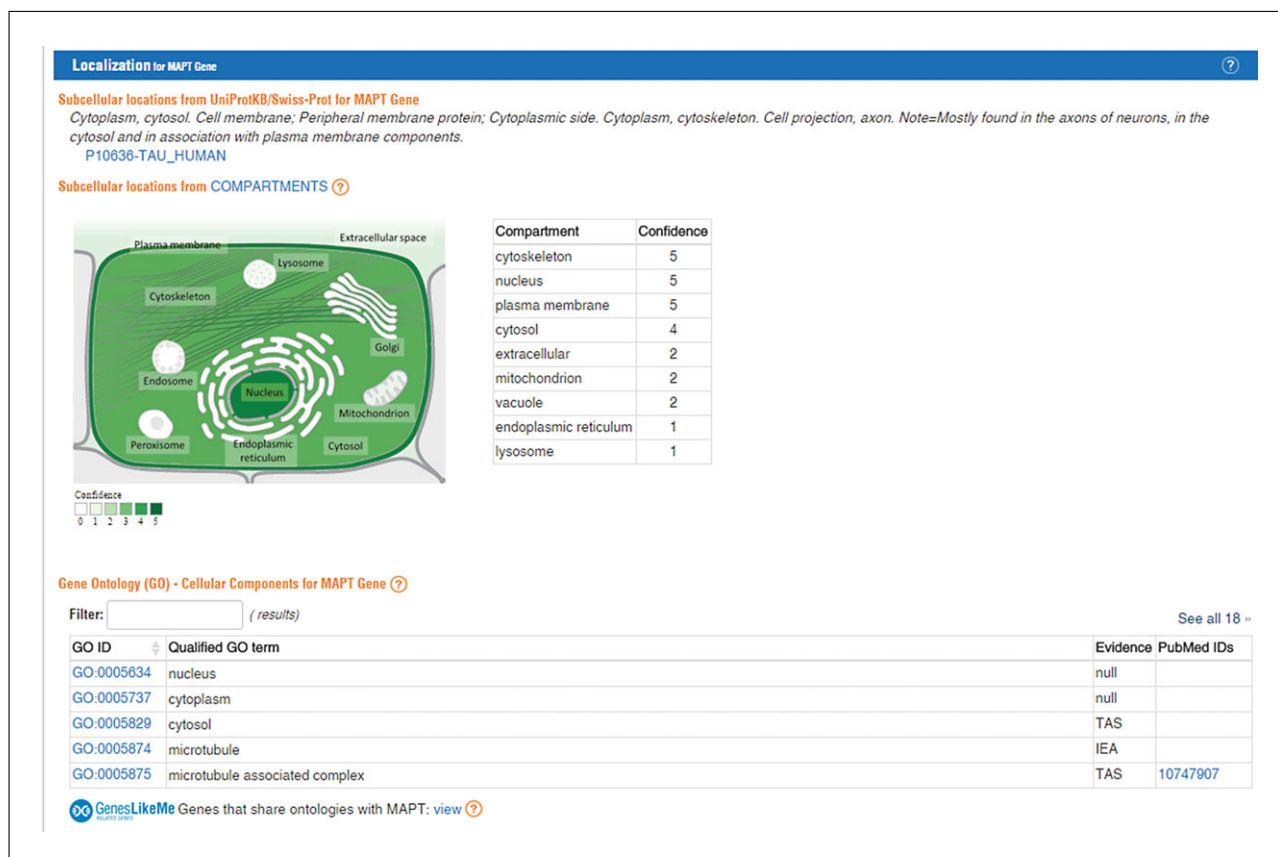 Localization for MAPT Gene
?
Subcellular locations from UniProtKB/Swiss-Prot for MAPT Gene
Cytoplasm, cytosol. Cell membrane; Peripheral membrane protein; Cytoplasmic side. Cytoplasm, cytoskeleton. Cell projection, axon. Note=Mostly found in the axons of neurons, in the
cytosol and in association with plasma membrane components.
P10636-TAU_HUMAN
Subcellular locations from COMPARTMENTS ?
Plasma membrane
Extracellular space
Lysosome
Cytoskeleton
Golgi
Endosome
Nucleus
Mitochondrion
Peroxisome
Endoplasmic
reticulum
Cytosol
Confidence
0 1 2 3 4 5
Compartment Confidence
cytoskeleton 5
nucleus 5
plasma membrane 5
cytosol 4
extracellular 2
mitochondrion 2
vacuole 2
endoplasmic reticulum 1
lysosome 1
Gene Ontology (GO) - Cellular Components for MAPT Gene ?
Filter: ( results)
See all 18 »
GO ID Qualified GO term Evidence PubMed IDs
GO:0005634 nucleus null
GO:0005737 cytoplasm null
GO:0005829 cytosol TAS
GO:0005874 microtubule IEA
GO:0005875 microtubule associated complex TAS 10747907
GenesLikeMe Genes that share ontologies with MAPT: view ?
RELATED GENES